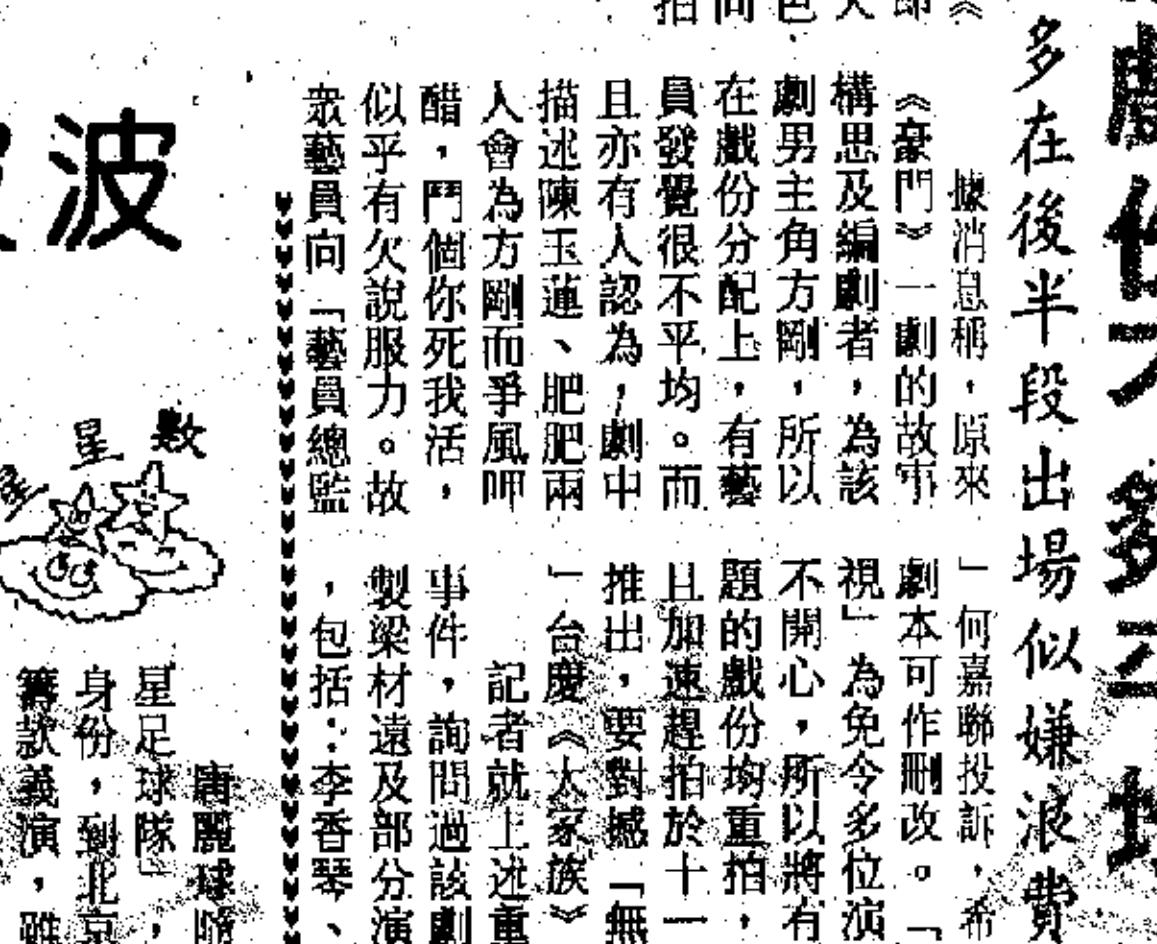 多在後半段出場似嫌浪費
據消息稱，原來
《豪門》一劇的故事
構思及編劇者，為該
劇男主角方剛，所以
在戲份分配上，有藝
員發覺很不平均。而
且亦有人認為，劇中
描述陳玉蓮、肥肥兩
人會為方剛而爭風呷
醋，鬥個你死我活，
似乎有欠說服力。故
眾藝員向「藝員總監
」何嘉聯投訴，希
劇本可作刪改。「
視」為免令多位演
不開心，所以將有
題的戲份均重拍，
且加速趕拍於十一
推出，要對撼「無
」台慶《大家族》
記者就上述重
事件，詢問過該劇
製梁材遠及部分演
，包括：李香琴、
波
數
星
星
唐麗球隨
星足球隊」，
身份，到北京
籌款義演，雖